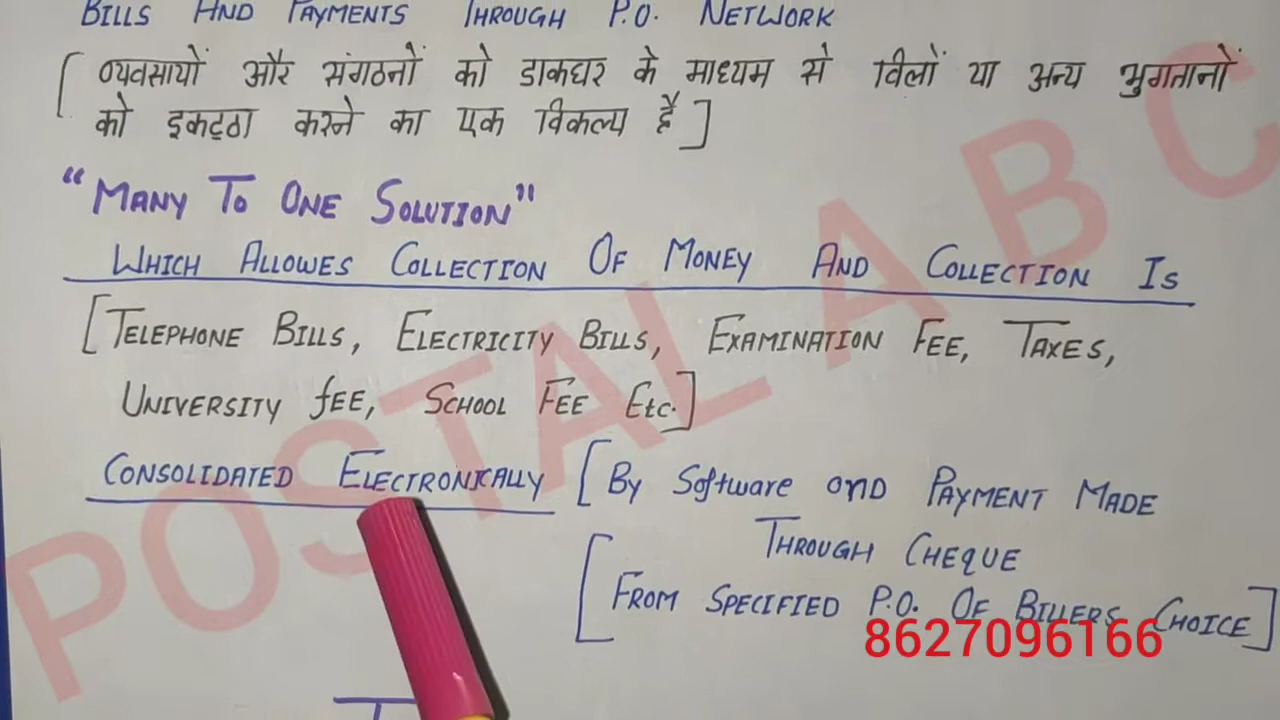 BILLS AND PAYMENTS THROUGH P.O. NETWORK
[व्यवसायों और संगठनों को डाकघर के माध्यम से बिलों या अन्य भुगतानों
को इकट्ठा करने का एक विकल्प है]
"MANY TO ONE SOLUTION"
WHICH ALLOWES COLLECTION OF MONEY AND COLLECTION IS
[TELEPHONE BILLS, ELECTRICITY BILLS, EXAMINATION FEE, TAXES,
UNIVERSITY fEE, SCHOOL FEE Etc.]
CONSOLIDATED ELECTRONICALLY [By Software and PAYMENT MADE
THROUGH CHEQUE
[FROM SPECIFIED P.O. OF BILLERS CHOICE]
8627096166
POSTAL ABC